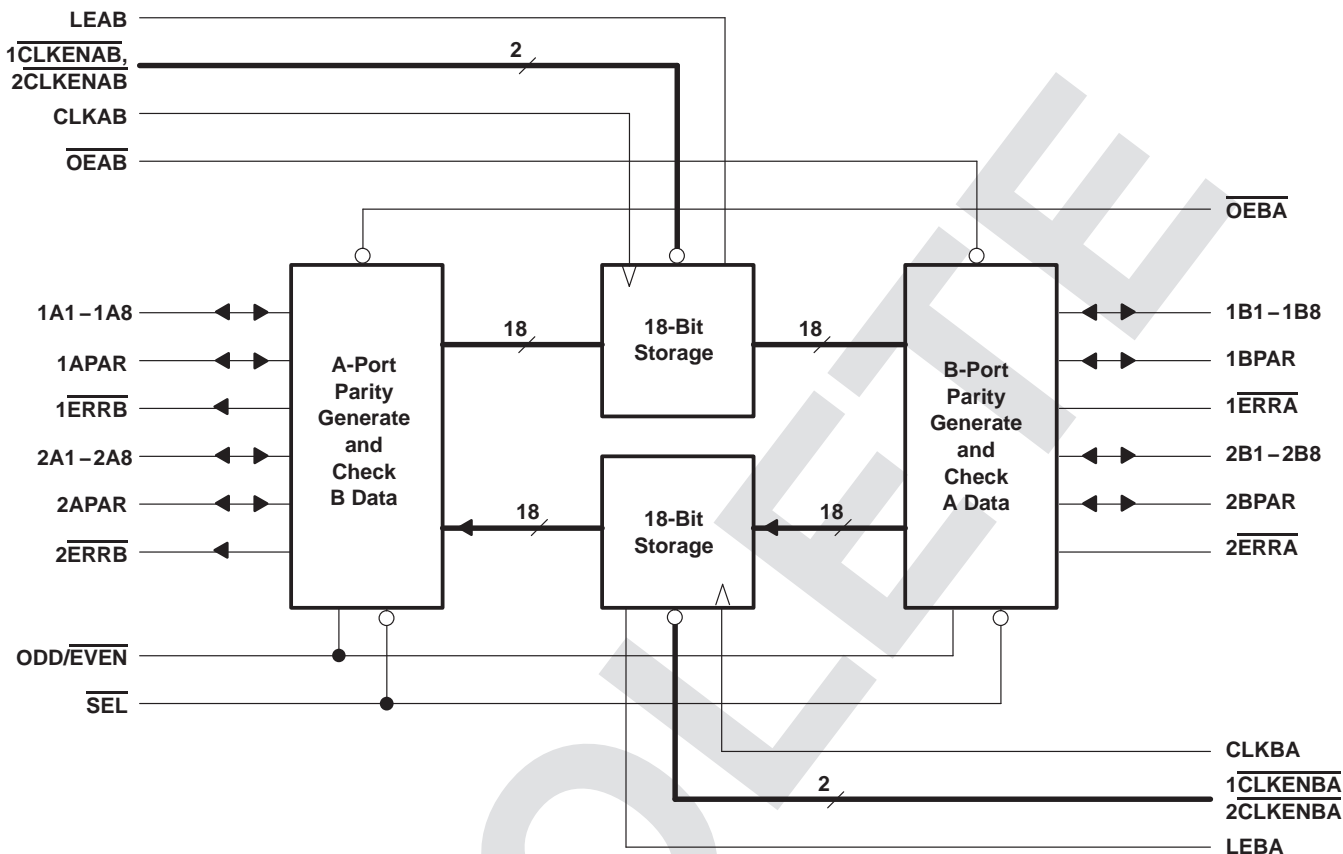 LEAB
1CLKENAB,
2CLKENAB
2
CLKAB
OEAB
OEBA
1A1–1A8
1APAR
1ERRB
2A1–2A8
2APAR
2ERRB
A-Port
Parity
Generate
and
Check
B Data
18
18-Bit
Storage
18
18
18-Bit
Storage
18
B-Port
Parity
Generate
and
Check
A Data
1B1–1B8
1BPAR
1ERRA
2B1–2B8
2BPAR
2ERRA
ODD/EVEN
SEL
CLKBA
2
1CLKENBA
2CLKENBA
LEBA
OLETE